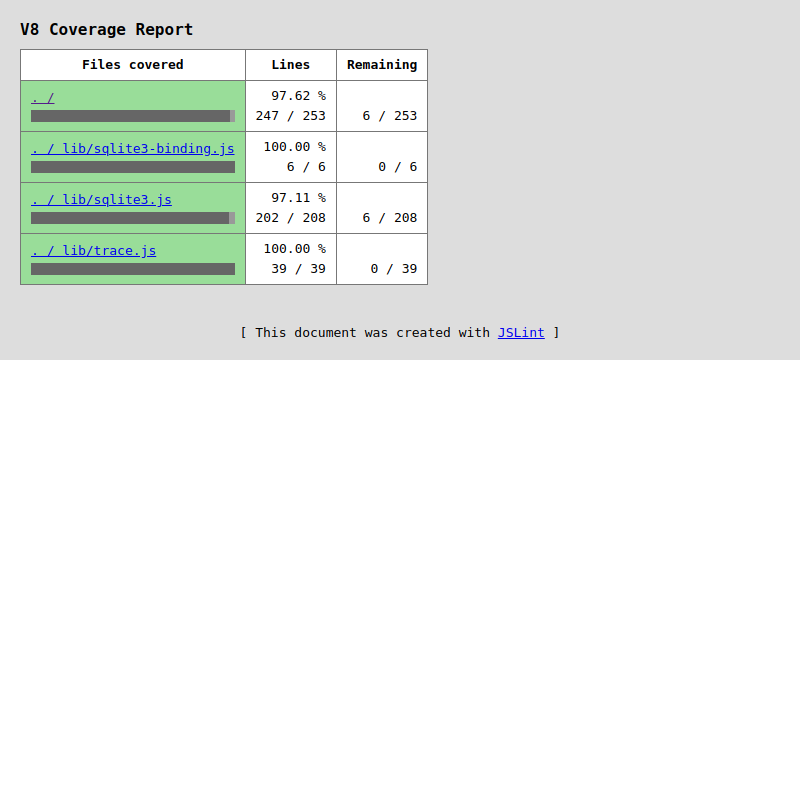 V8 Coverage Report
Files covered Lines Remaining
. / 97.62 %
247 / 253 6 / 253
. / lib/sqlite3-binding.js 100.00 %
6 / 6 0 / 6
. / lib/sqlite3.js 97.11 %
202 / 208 6 / 208
. / lib/trace.js 100.00 %
39 / 39 0 / 39
[ This document was created with JSLint ]